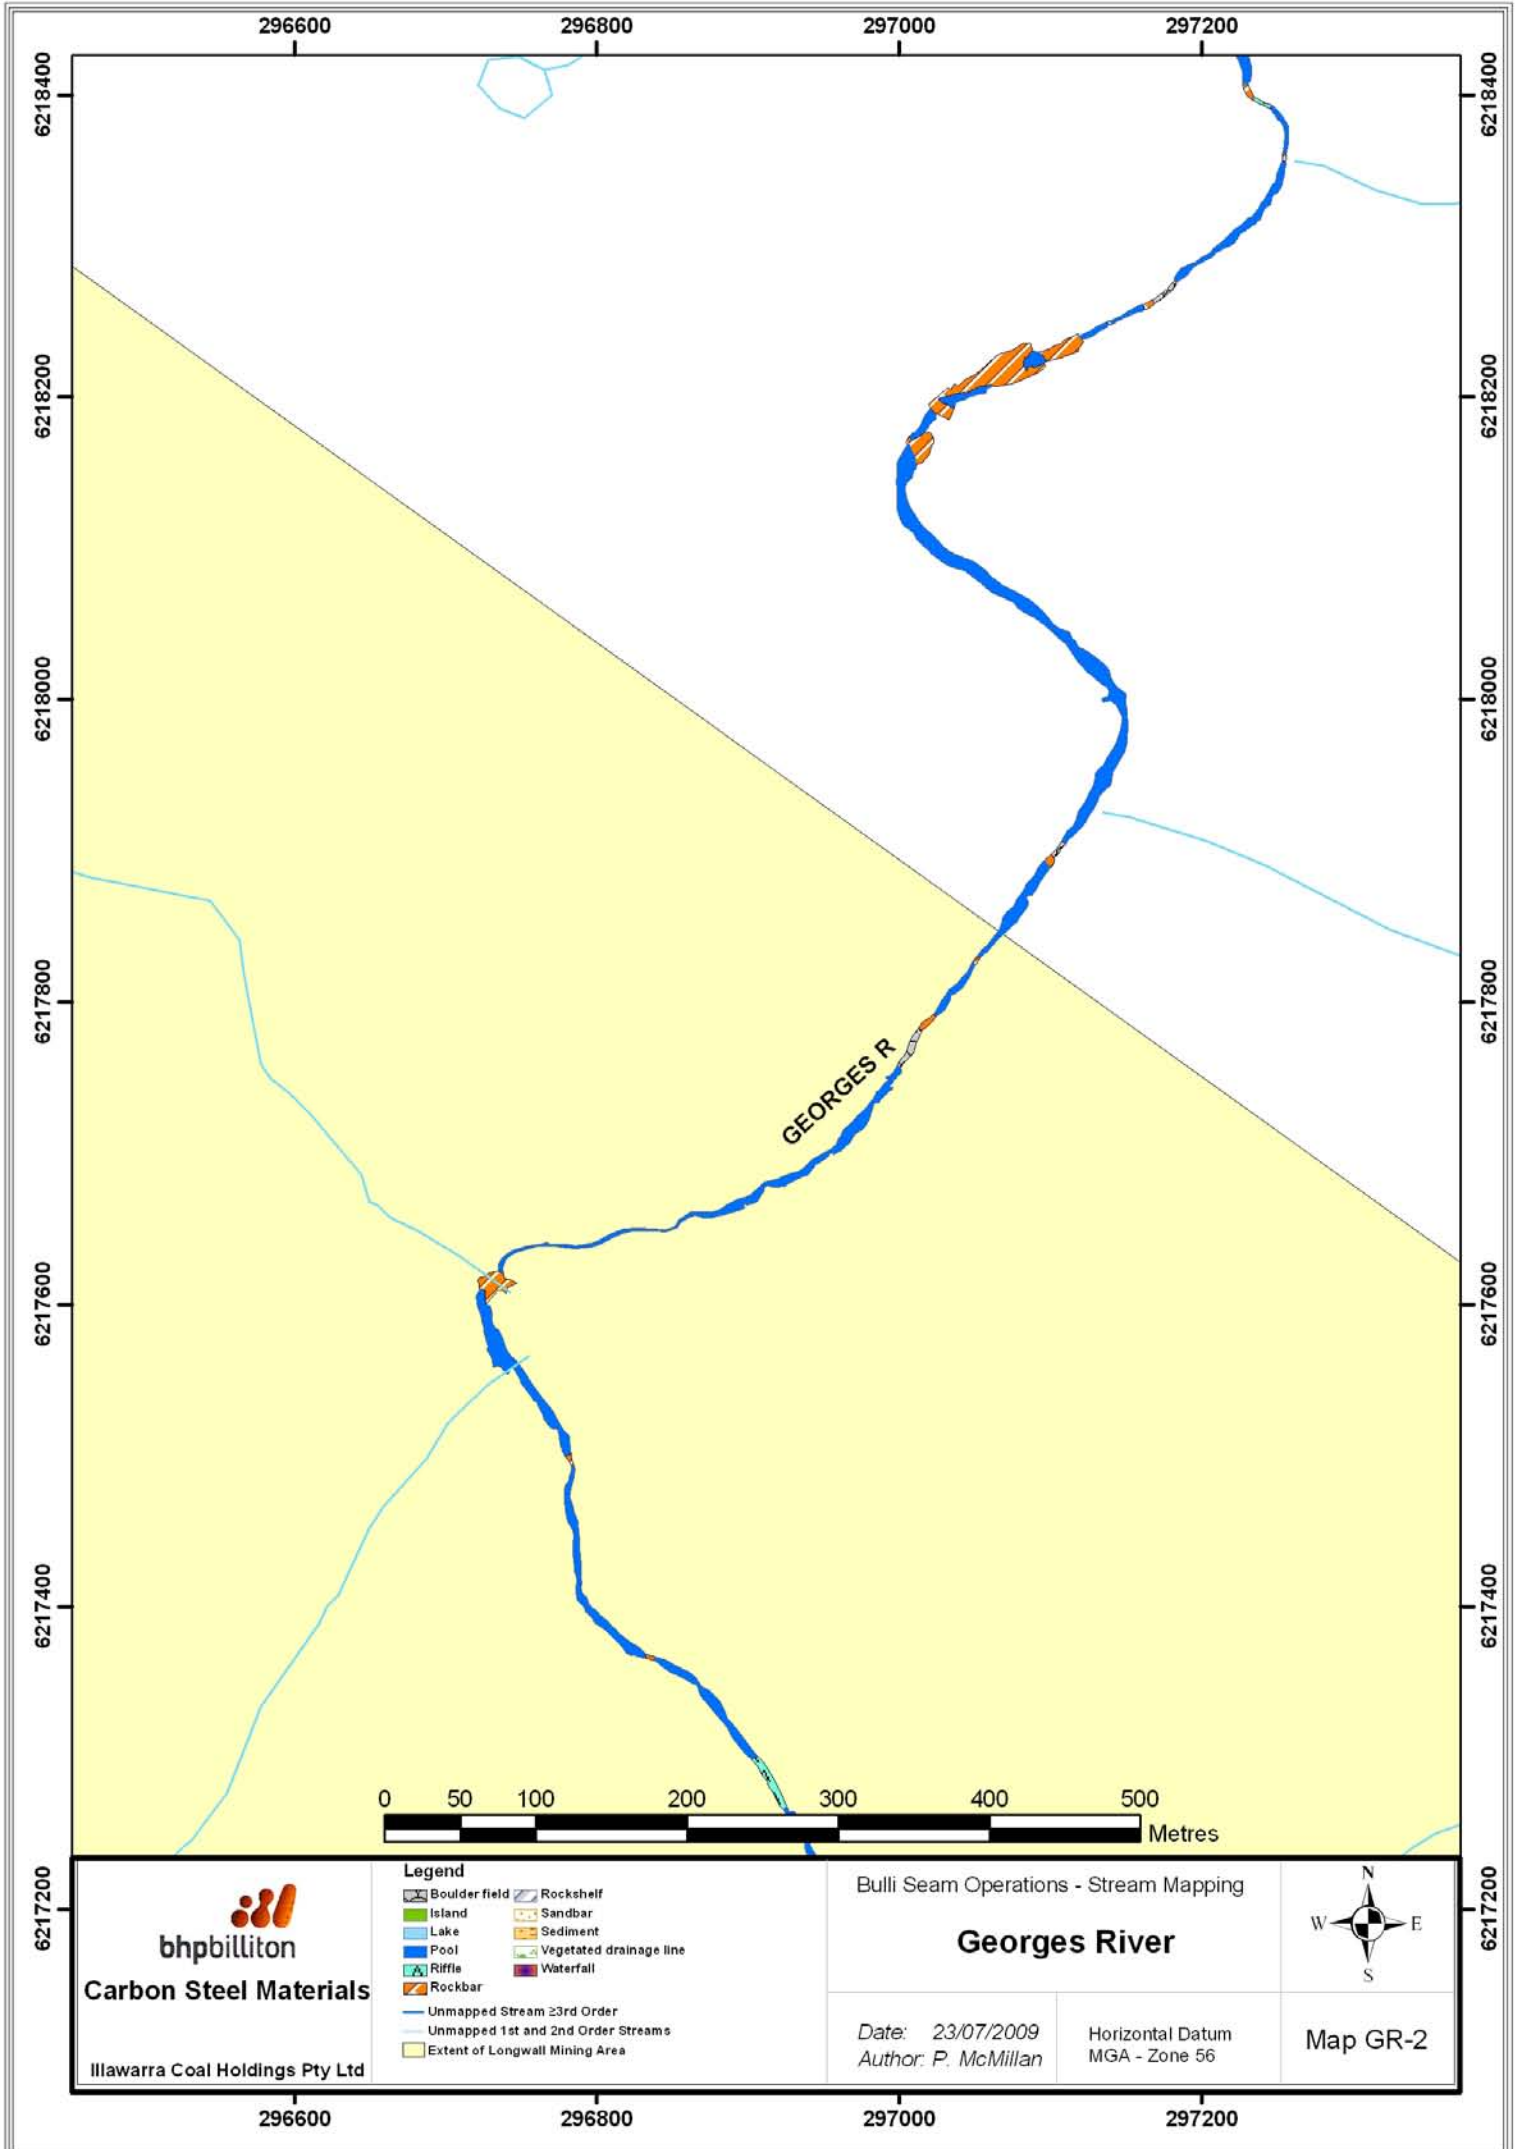 296600 296800 297000 297200
6218400 6218400
6218200 6218200
6218000 6218000
6217800 6217800
GEORGES R
6217600 6217600
6217400 6217400
0 50 100 200 300 400 500
Metres
6217200 6217200
bhpbilliton
Carbon Steel Materials
Illawarra Coal Holdings Pty Ltd
Legend
Boulder field Rockshelf
Island Sandbar
Lake Sediment
Pool Vegetated drainage line
Riffle Waterfall
Rockbar
Unmapped Stream ≥3rd Order
Unmapped 1st and 2nd Order Streams
Extent of Longwall Mining Area
Bulli Seam Operations - Stream Mapping
Georges River
Date: 23/07/2009
Author: P. McMillan
Horizontal Datum
MGA - Zone 56
N
W E
S
Map GR-2
296600 296800 297000 297200